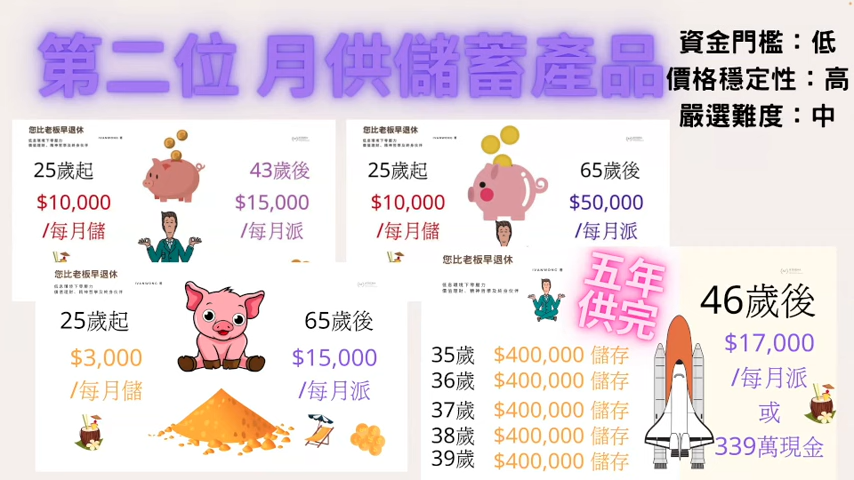 第二位 月供儲蓄產品
資金門檻：低
價格穩定性：高
嚴選難度：中
您比老板早退休
IVANWONG 著
25歲起
43歲後
$10,000
$15,000
/每月儲
/每月派
您比老板早退休
IVANWONG 著
25歲起
65歲後
$10,000
$50,000
/每月儲
/每月派
您比老板早退休
IVANWONG 著
25歲起
65歲後
$3,000
$15,000
/每月儲
/每月派
您比老板早退休
IVANWONG 著
五年
供完
35歲 $400,000 儲存
36歲 $400,000 儲存
37歲 $400,000 儲存
38歲 $400,000 儲存
39歲 $400,000 儲存
46歲後
$17,000
/每月派
或
339萬現金